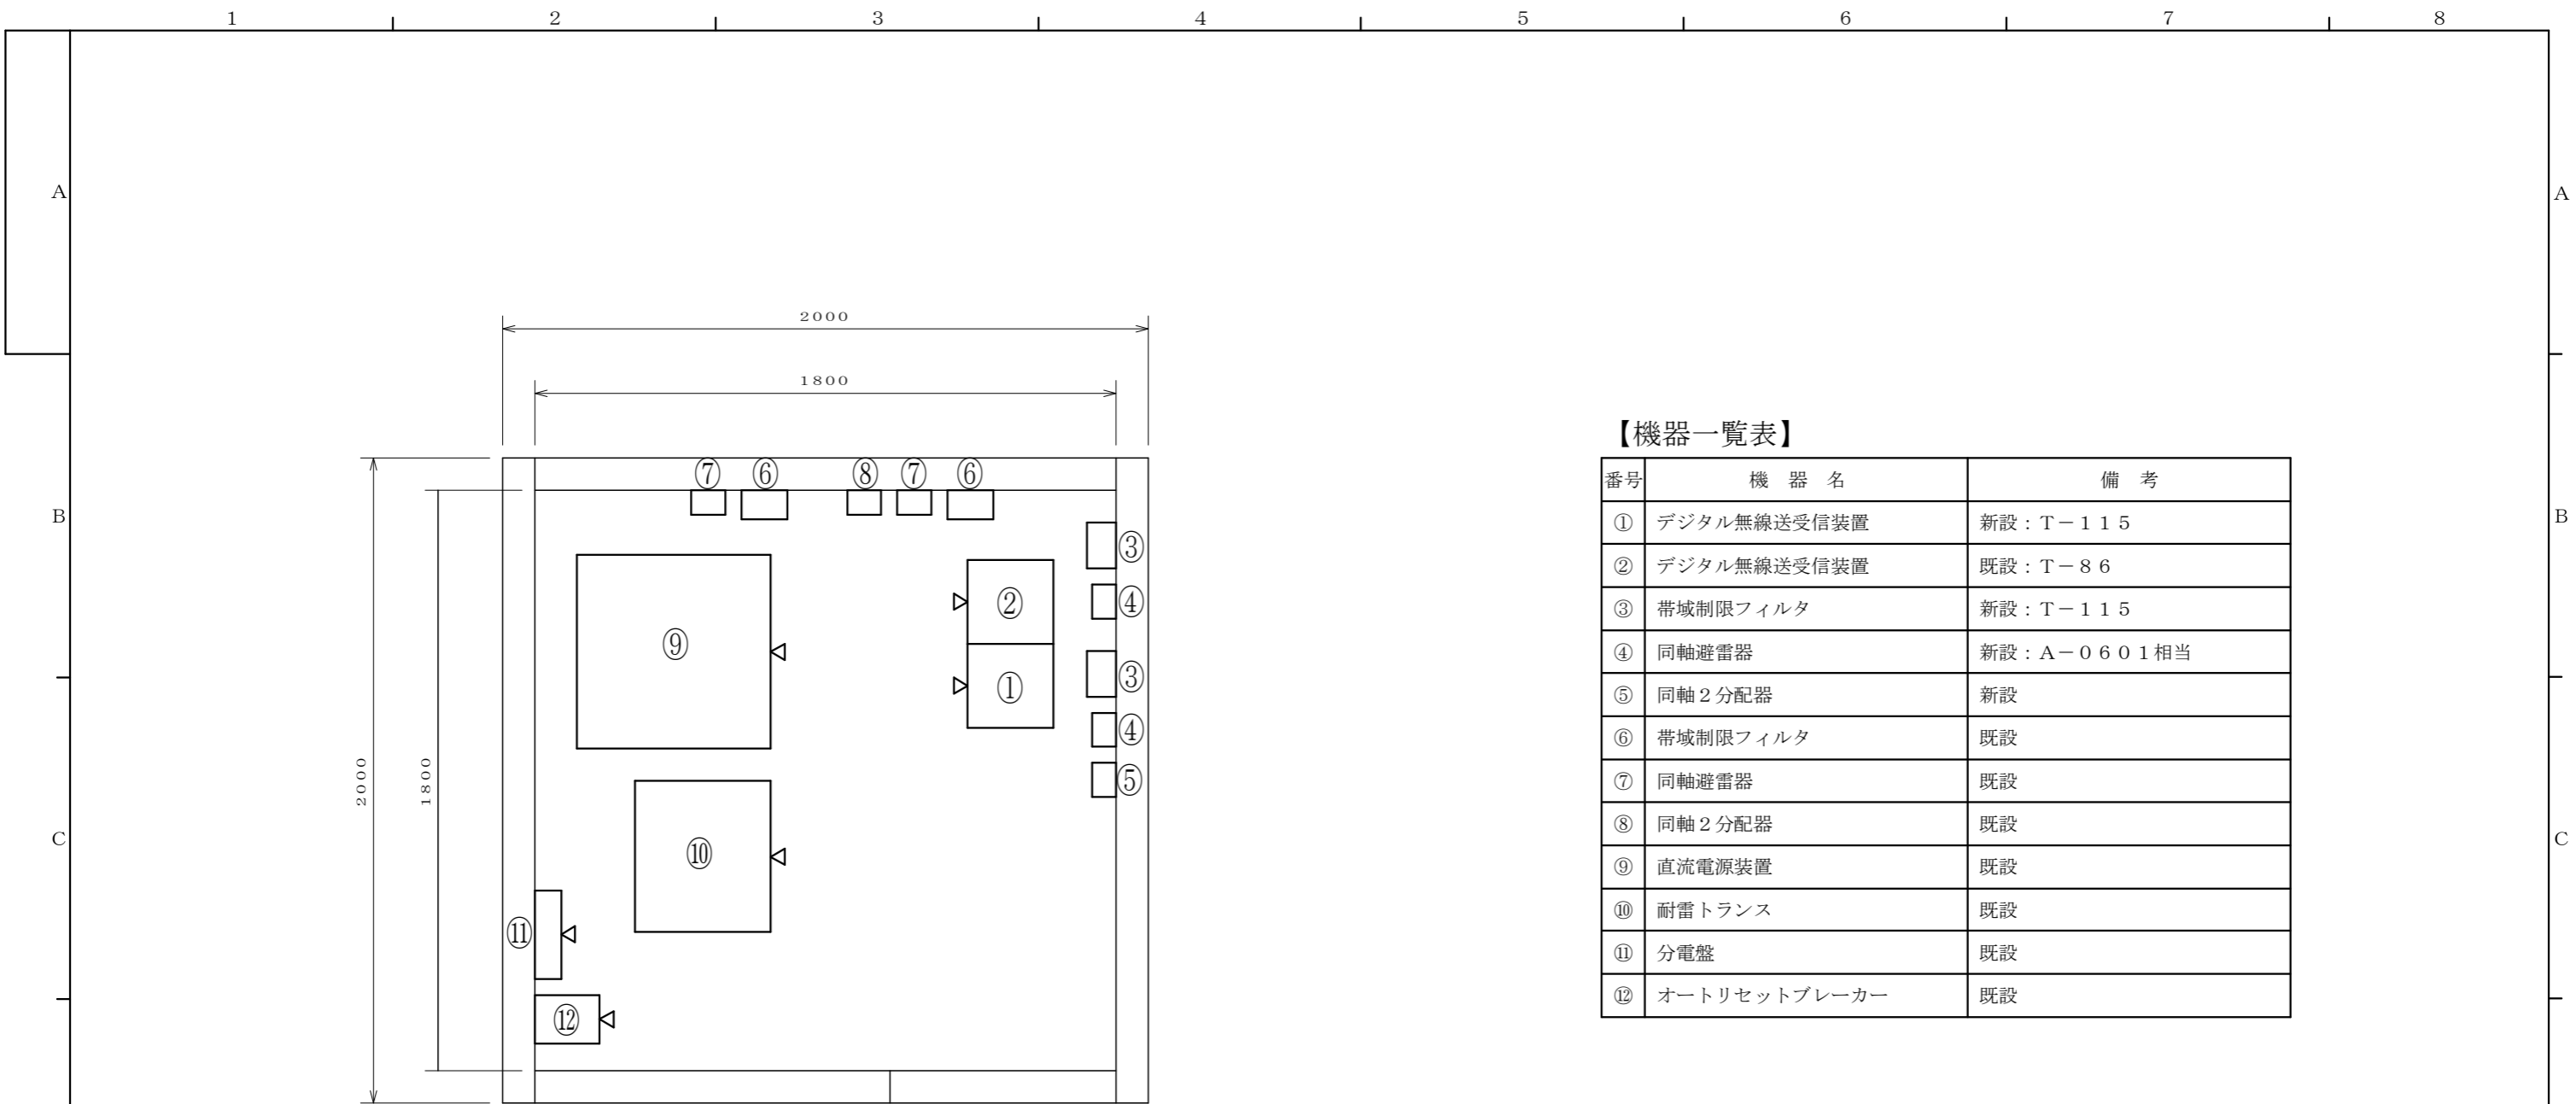 1 2 3 4 5 6 7 8
A A
2000
1800
【機器一覧表】
番号 機 器 名 備 考
⑦ ⑥ ⑧ ⑦ ⑥
B B
① デジタル無線送受信装置 新設：Ｔ－１１５
③
② デジタル無線送受信装置 既設：Ｔ－８６
② ④
③ 帯域制限フィルタ 新設：Ｔ－１１５
⑨
④ 同軸避雷器 新設：Ａ－０６０１相当
① ③
⑤ 同軸２分配器 新設
④
⑥ 帯域制限フィルタ 既設
2000 1800 ⑤
⑦ 同軸避雷器 既設
⑧ 同軸２分配器 既設
C C
⑩
⑨ 直流電源装置 既設
⑩ 耐雷トランス 既設
⑪
⑪ 分電盤 既設
⑫ オートリセットブレーカー 既設
⑫